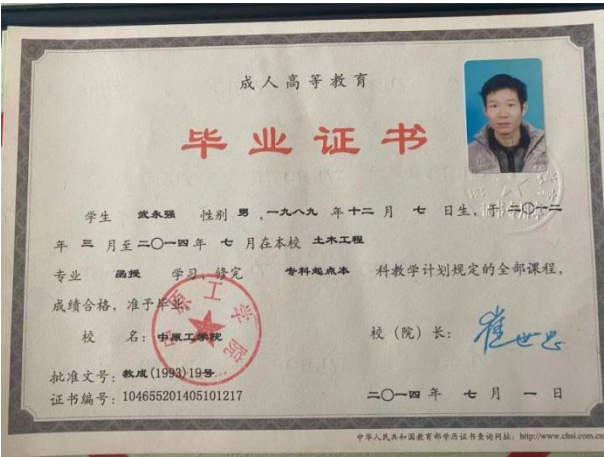 成人高等教育
毕业证书
学生 武永强 性别 男 ,一九八九 年 十二 月 七 日生,于 二〇一二
年 三 月至 二〇一四 年 七 月在本校 土木工程
专业 函授 学习,修完 专科起点本 科教学计划规定的全部课程,
成绩合格,准予毕业。
校 名: 中原工学院
校(院)长: 崔世忠
批准文号: 教成(1993)19号
证书编号: 104655201405101217
二〇一四 年 七 月 一 日
中华人民共和国教育部学历证书查询网址: http://www.chsi.com.cn